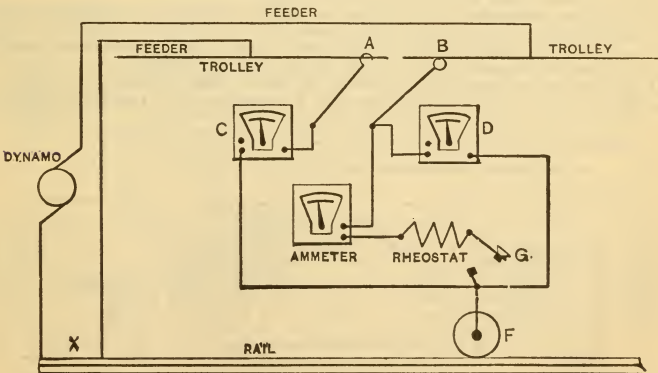 FEEDER
FEEDER
A
B
TROLLEY
TROLLEY
C
D
DYNAMO
AMMETER
RHEOSTAT
G.
F
X
RAIL